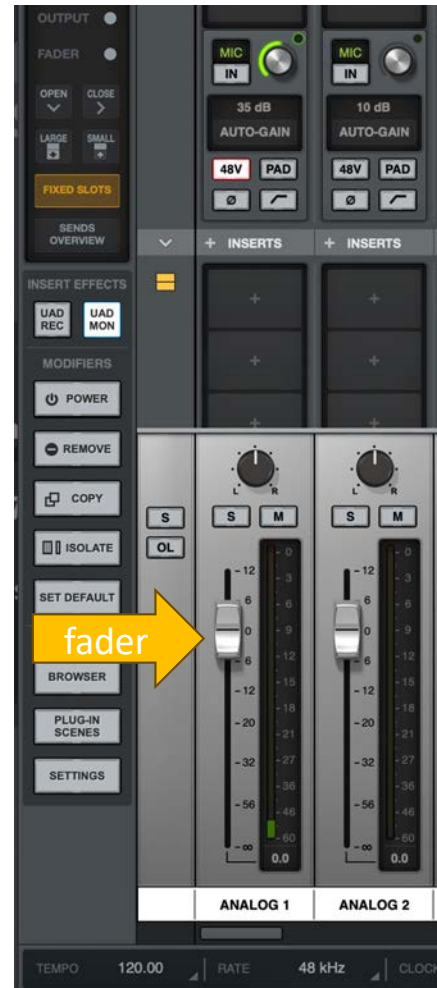 OUTPUT
FADER
OPEN CLOSE
LARGE SMALL
FIXED SLOTS
SENDS
OVERVIEW
INSERT EFFECTS
UAD
REC
UAD
MON
MODIFIERS
POWER
REMOVE
COPY
ISOLATE
SET DEFAULT
fader
BROWSER
PLUG-IN
SCENES
SETTINGS
MIC
IN
35 dB
AUTO-GAIN
48V PAD
Ø
+ INSERTS
+
+
+
L R
S M
S
OL
12
6
0
6
12
20
32
56
∞
0
3
6
9
12
15
18
21
27
36
46
60
0.0
ANALOG 1
MIC
IN
10 dB
AUTO-GAIN
48V PAD
Ø
+ INSERTS
+
+
+
L R
S M
12
6
0
6
12
20
32
56
∞
0
3
6
9
12
15
18
21
27
36
46
60
0.0
ANALOG 2
TEMPO 120.00 RATE 48 kHz CLOC